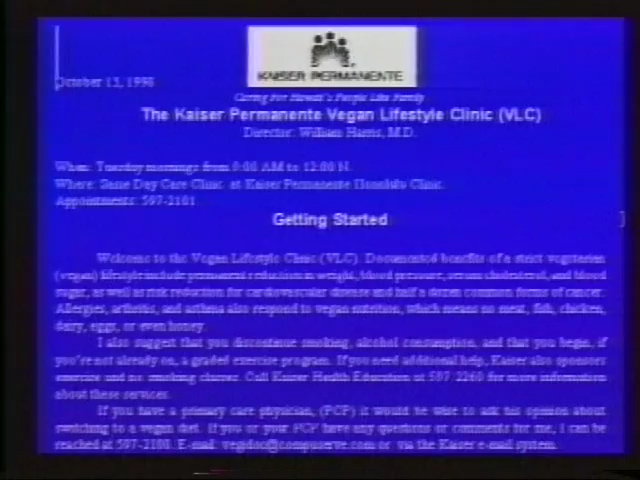 KAISER PERMANENTE
October 13, 1998
Caring For Hawaii's People Like Family
The Kaiser Permanente Vegan Lifestyle Clinic (VLC)
Director: William Harris, M.D.
When: Tuesday mornings from 9:00 AM to 12:00 N.
Where: Same Day Care Clinic at Kaiser Permanente Honolulu Clinic.
Appointments: 597-2101
Getting Started
Welcome to the Vegan Lifestyle Clinic (VLC). Documented benefits of a strict vegetarian
(vegan) lifestyle include permanent reduction in weight, blood pressure, serum cholesterol, and blood
sugar, as well as risk reduction for cardiovascular disease and half a dozen common forms of cancer.
Allergies, arthritis, and asthma also respond to vegan nutrition, which means no meat, fish, chicken,
dairy, eggs, or even honey.
I also suggest that you discontinue smoking, alcohol consumption, and that you begin, if
you're not already on, a graded exercise program. If you need additional help, Kaiser also sponsors
exercise and no smoking classes. Call Kaiser Health Education at 597-2260 for more information
about these services.
If you have a primary care physician, (PCP) it would be wise to ask his opinion about
switching to a vegan diet. If you or your PCP have any questions or comments for me, I can be
reached at 597-2100. E-mail: vegidoc@compuserve.com or via the Kaiser e-mail system.